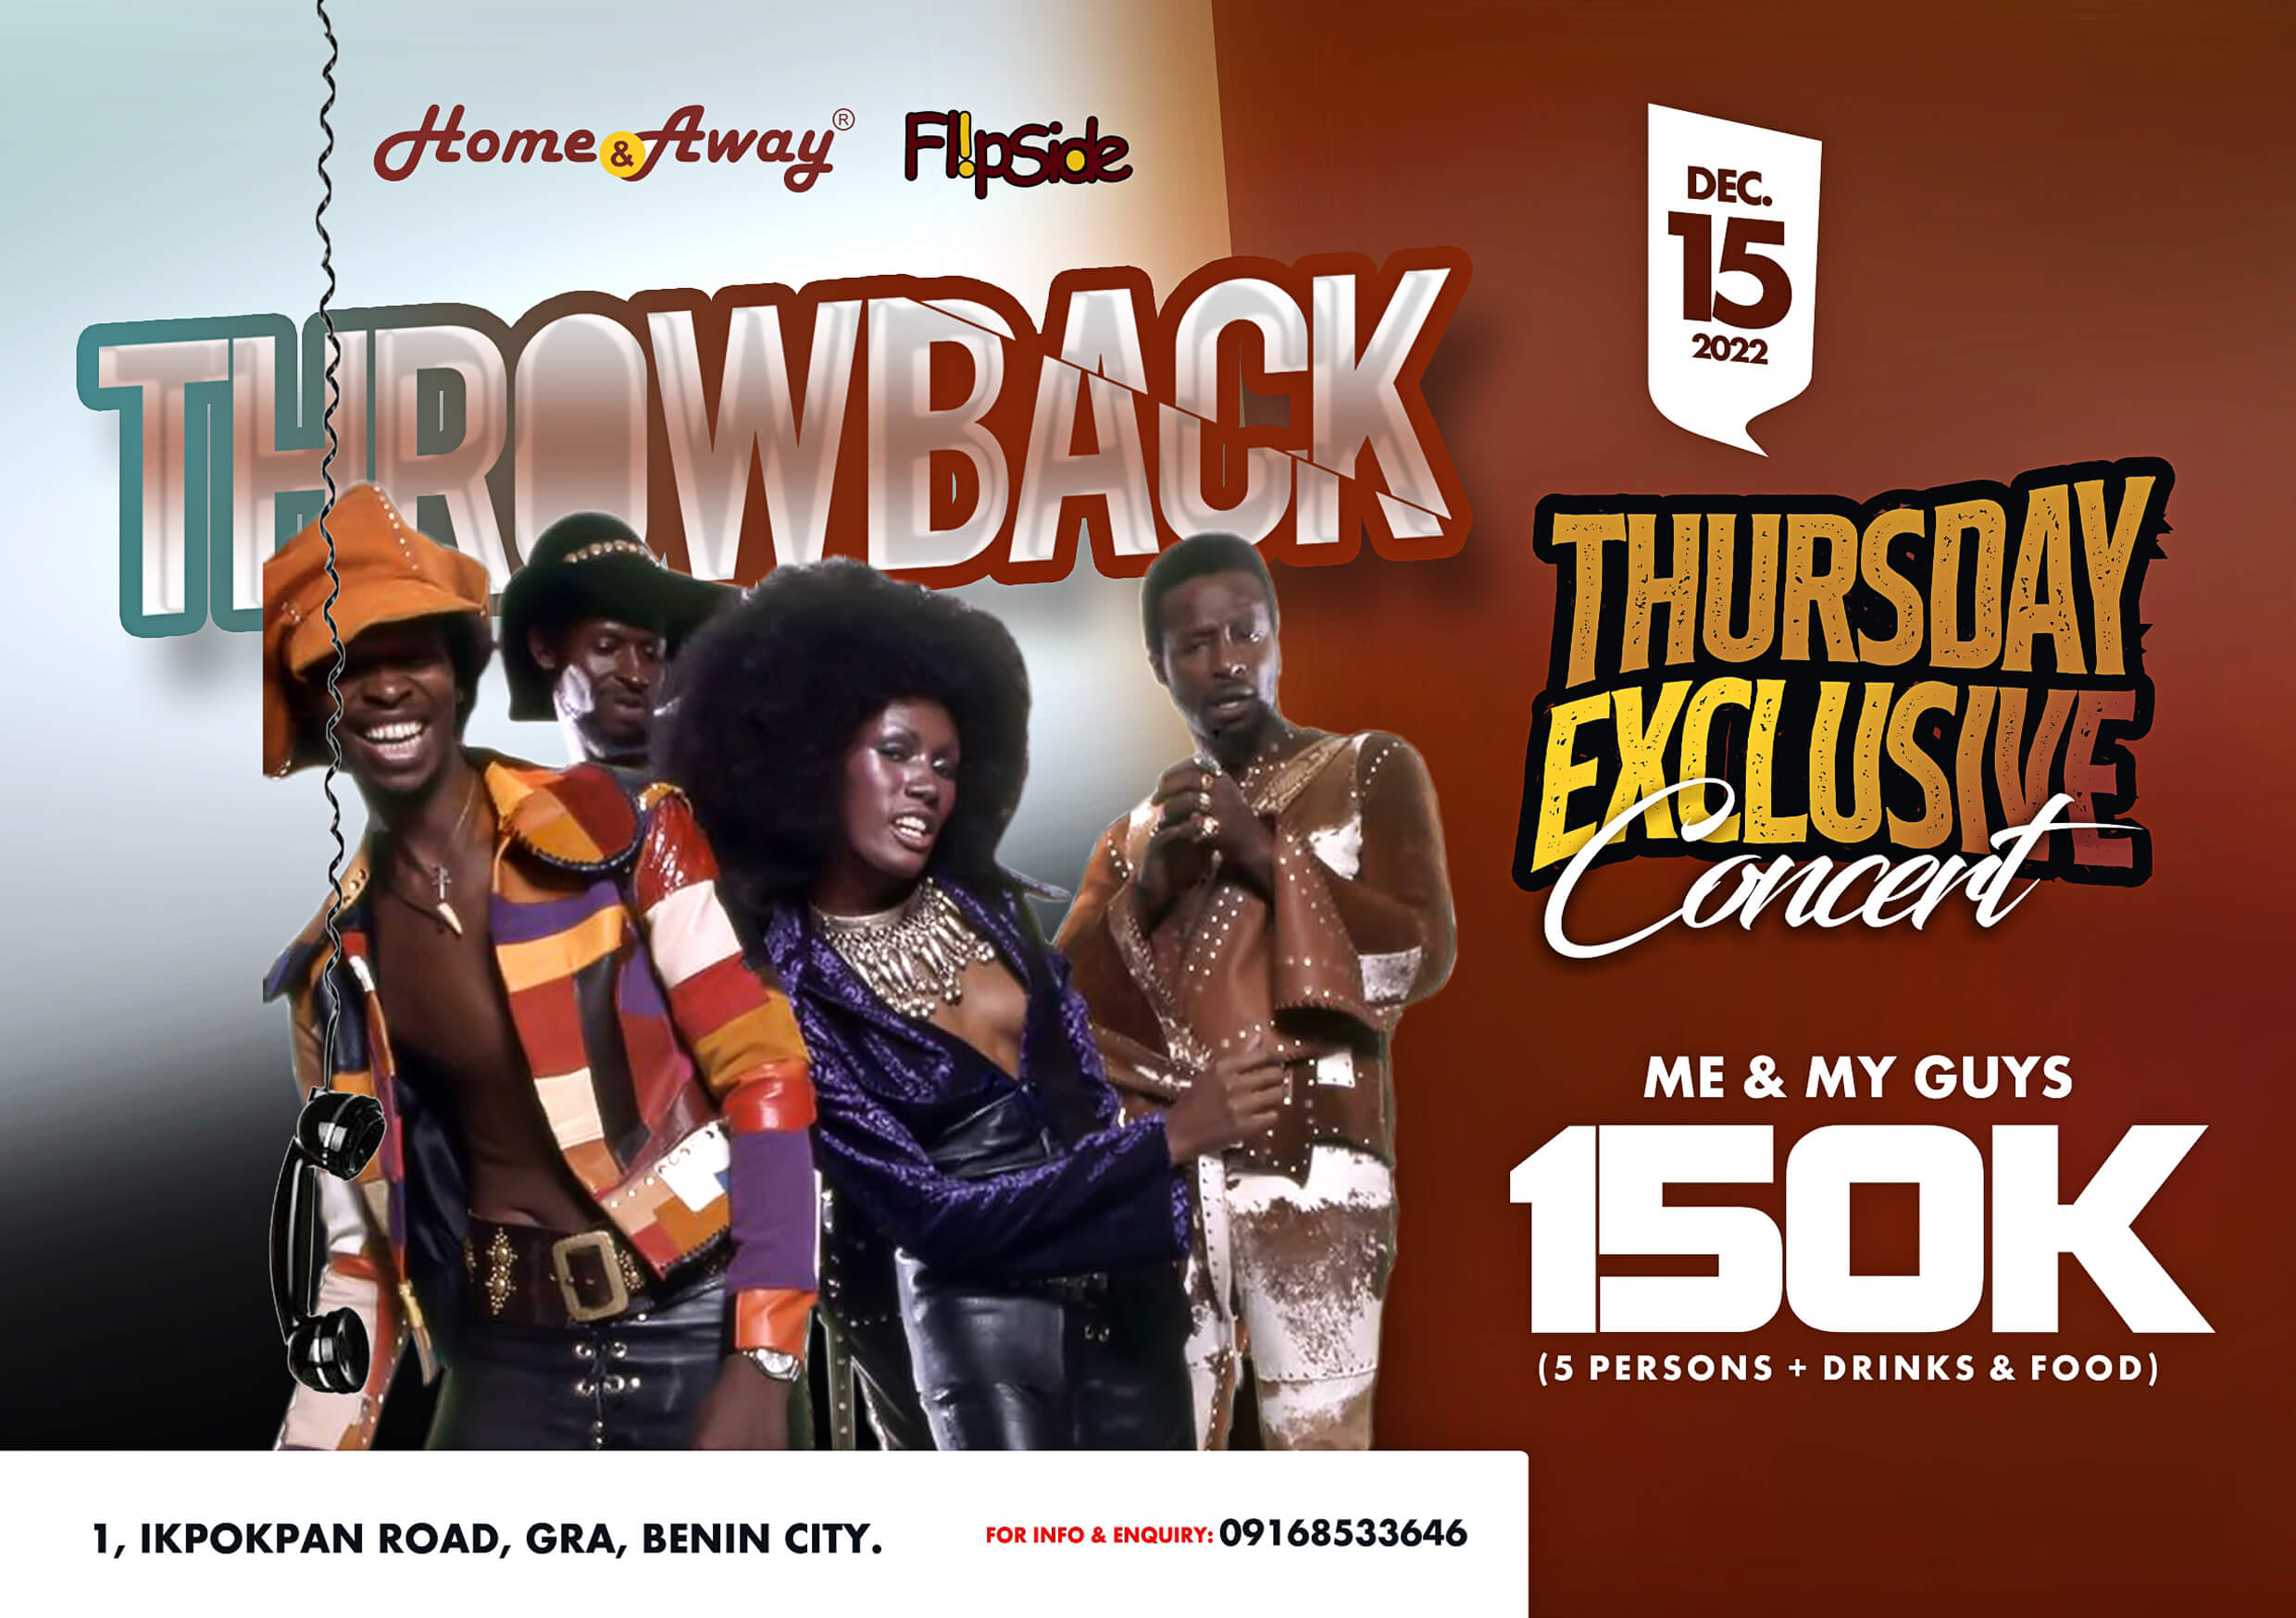 Home & Away®
Fl!pSide
THROWBACK
DEC.
15
2022
THURSDAY
EXCLUSIVE
Concert
ME & MY GUYS
150K
(5 PERSONS + DRINKS & FOOD)
1, IKPOKPAN ROAD, GRA, BENIN CITY.
FOR INFO & ENQUIRY: 09168533646